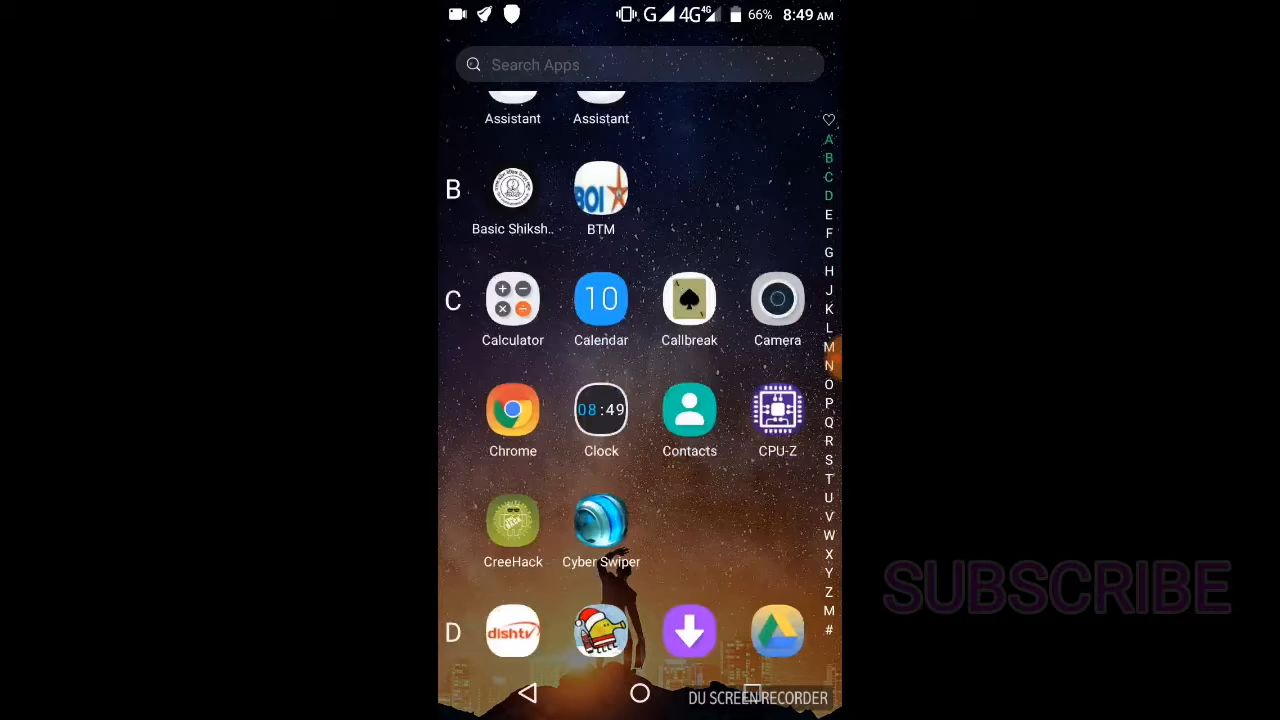 G 4G 4G 66% 8:49 AM
Search Apps
Assistant Assistant
♡
A
B
C
D
E
F
G
H
J
K
L
M
N
O
P
Q
R
S
T
U
V
W
X
Y
Z
M
#
B
BOI
Basic Shiksh.. BTM
C
10
Calculator Calendar Callbreak Camera
08:49
Chrome Clock Contacts CPU-Z
CreeHack Cyber Swiper
SUBSCRIBE
D
dishtv
DU SCREEN RECORDER